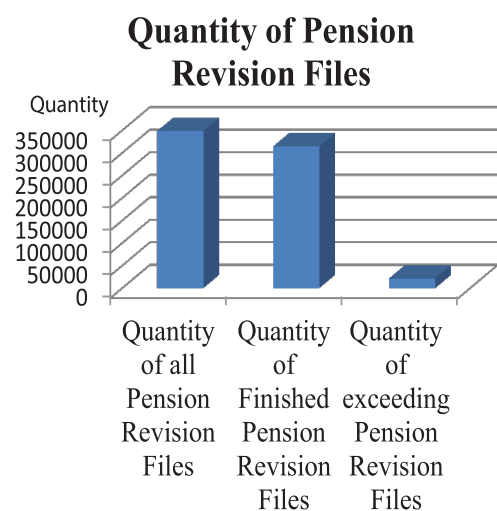 Quantity of Pension
Revision Files
Quantity
350000
300000
250000
200000
150000
100000
50000
0
Quantity
of all
Pension
Revision
Files
Quantity
of
Finished
Pension
Revision
Files
Quantity
of
exceeding
Pension
Revision
Files